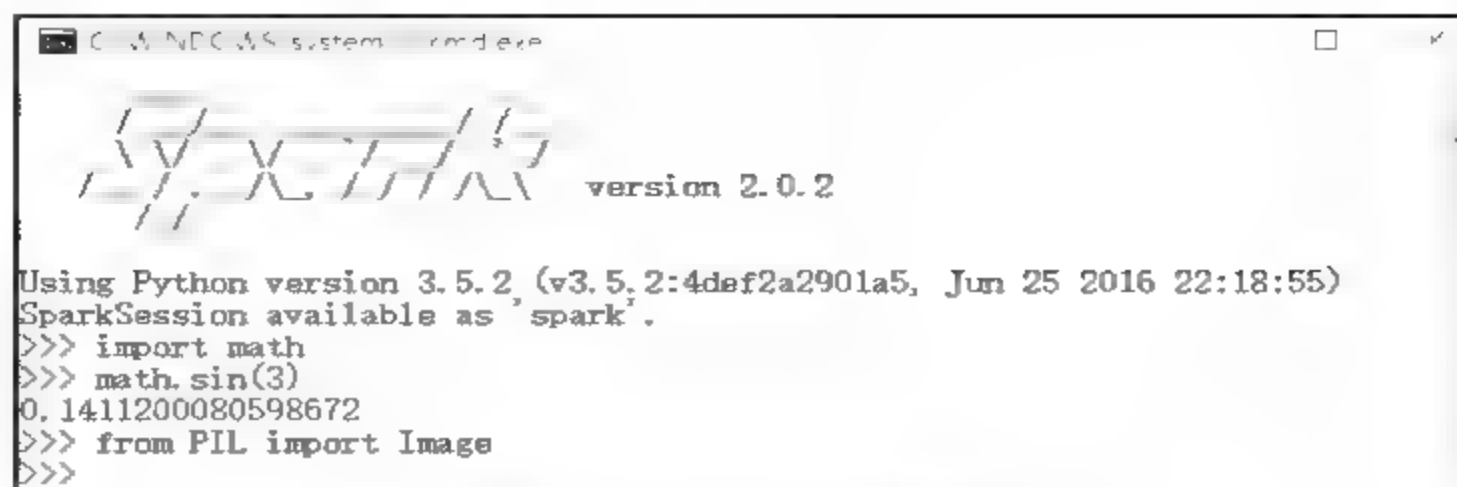 version 2.0.2
Using Python version 3.5.2 (v3.5.2:4def2a2901a5, Jun 25 2016 22:18:55)
SparkSession available as 'spark'.
>>> import math
>>> math.sin(3)
0.1411200080598672
>>> from PIL import Image
>>>